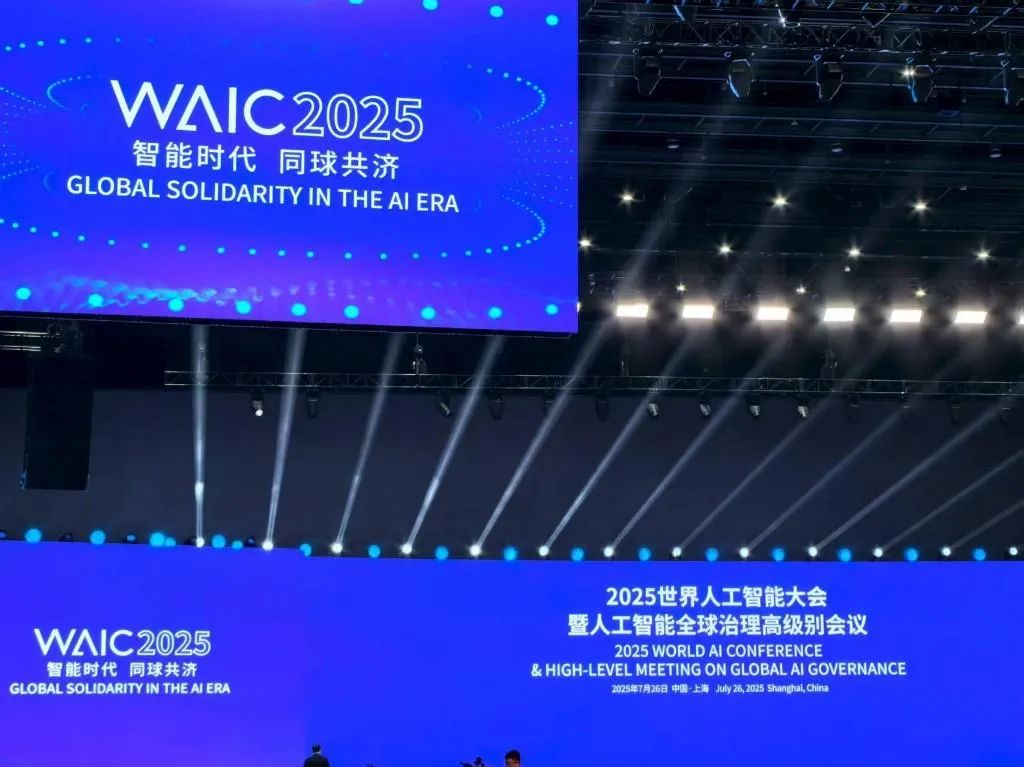 WAIC 2025
智能时代 同球共济
GLOBAL SOLIDARITY IN THE AI ERA
WAIC 2025
智能时代 同球共济
GLOBAL SOLIDARITY IN THE AI ERA
2025世界人工智能大会
暨人工智能全球治理高级别会议
2025 WORLD AI CONFERENCE
& HIGH-LEVEL MEETING ON GLOBAL AI GOVERNANCE
2025年7月26日 中国·上海 July 26, 2025 Shanghai, China